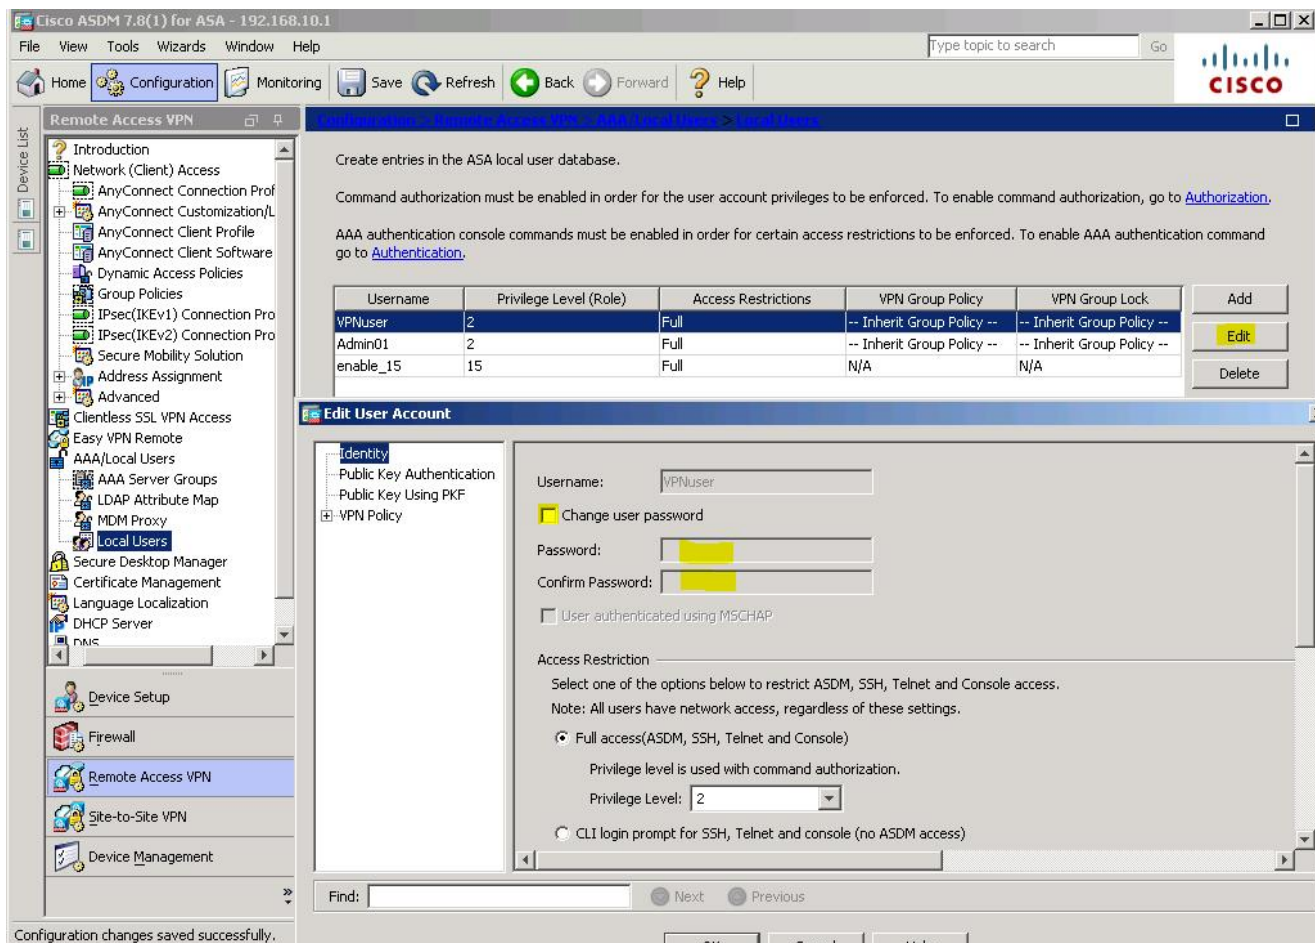 Cisco ASDM 7.8(1) for ASA - 192.168.10.1
File View Tools Wizards Window Help
Type topic to search Go
Home Configuration Monitoring Save Refresh Back Forward Help
CISCO
Device List
Remote Access VPN
Introduction
Network (Client) Access
AnyConnect Connection Prof
AnyConnect Customization/L
AnyConnect Client Profile
AnyConnect Client Software
Dynamic Access Policies
Group Policies
IPsec(IKEv1) Connection Pro
IPsec(IKEv2) Connection Pro
Secure Mobility Solution
Address Assignment
Advanced
Clientless SSL VPN Access
Easy VPN Remote
AAA/Local Users
AAA Server Groups
LDAP Attribute Map
MDM Proxy
Local Users
Secure Desktop Manager
Certificate Management
Language Localization
DHCP Server
DNS
Device Setup
Firewall
Remote Access VPN
Site-to-Site VPN
Device Management
Configuration changes saved successfully.
Configuration > Remote Access VPN > AAA/Local Users > Local Users
Create entries in the ASA local user database.
Command authorization must be enabled in order for the user account privileges to be enforced. To enable command authorization, go to Authorization.
AAA authentication console commands must be enabled in order for certain access restrictions to be enforced. To enable AAA authentication command
go to Authentication.
Username Privilege Level (Role) Access Restrictions VPN Group Policy VPN Group Lock
VPNuser 2 Full -- Inherit Group Policy -- -- Inherit Group Policy --
Admin01 2 Full -- Inherit Group Policy -- -- Inherit Group Policy --
enable_15 15 Full N/A N/A
Add
Edit
Delete
Edit User Account
Identity
Public Key Authentication
Public Key Using PKF
VPN Policy
Username: VPNuser
Change user password
Password:
Confirm Password:
User authenticated using MSCHAP
Access Restriction
Select one of the options below to restrict ASDM, SSH, Telnet and Console access.
Note: All users have network access, regardless of these settings.
Full access(ASDM, SSH, Telnet and Console)
Privilege level is used with command authorization.
Privilege Level: 2
CLI login prompt for SSH, Telnet and console (no ASDM access)
Find: Next Previous